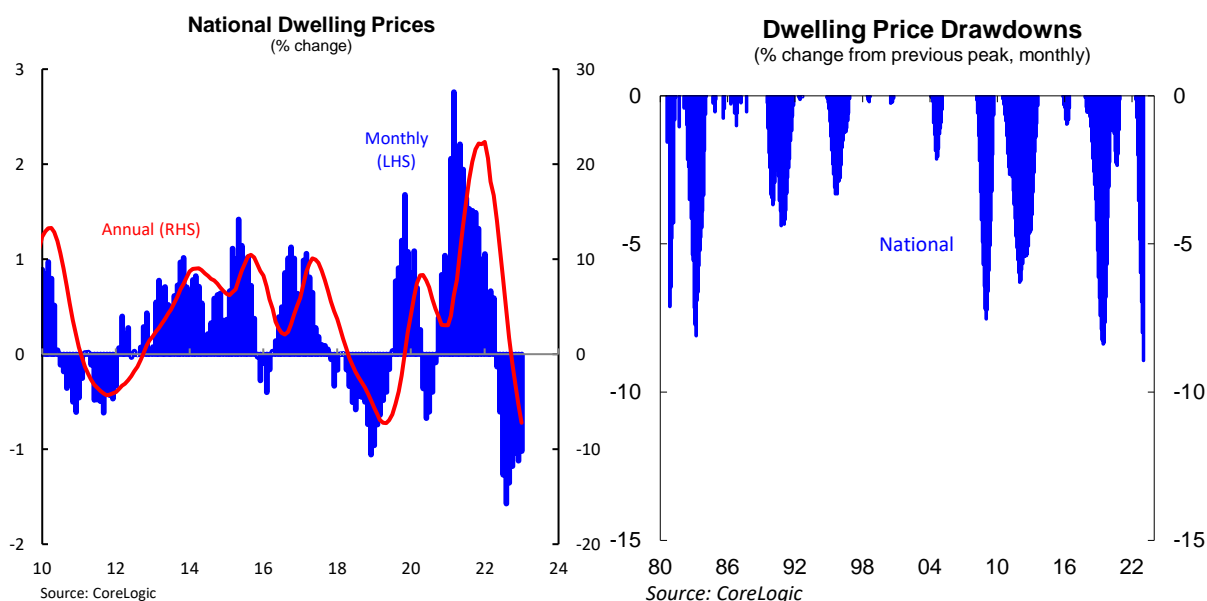 National Dwelling Prices
(% change)
3
2
1
0
-1
-2
30
20
10
0
-10
-20
Monthly
(LHS)
Annual (RHS)
10 12 14 16 18 20 22 24
Source: CoreLogic
Dwelling Price Drawdowns
(% change from previous peak, monthly)
-0
-5
-10
-15
-0
-5
-10
-15
National
80 86 92 98 04 10 16 22
Source: CoreLogic